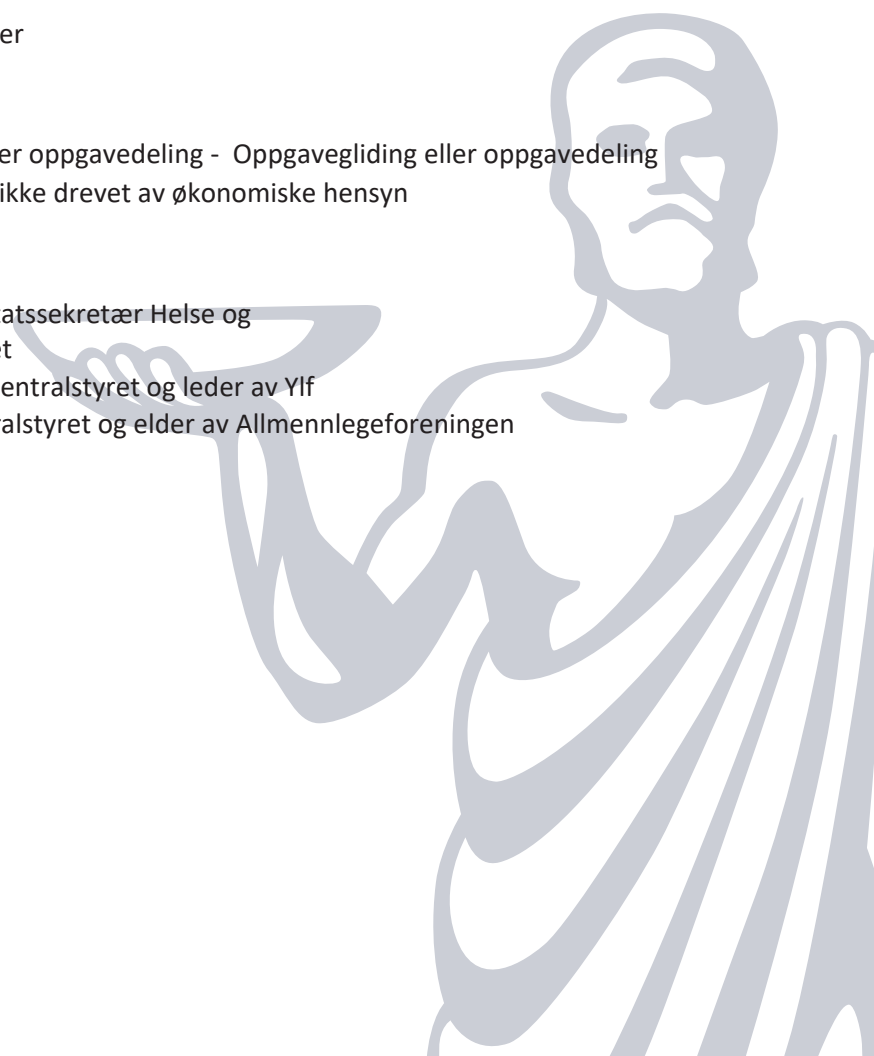 er
er oppgavedeling -  Oppgavegliding eller oppgavedeling
ikke drevet av økonomiske hensyn
tatssekretær Helse og
et
entralstyret og leder av Ylf
alstyret og elder av Allmennlegeforeningen